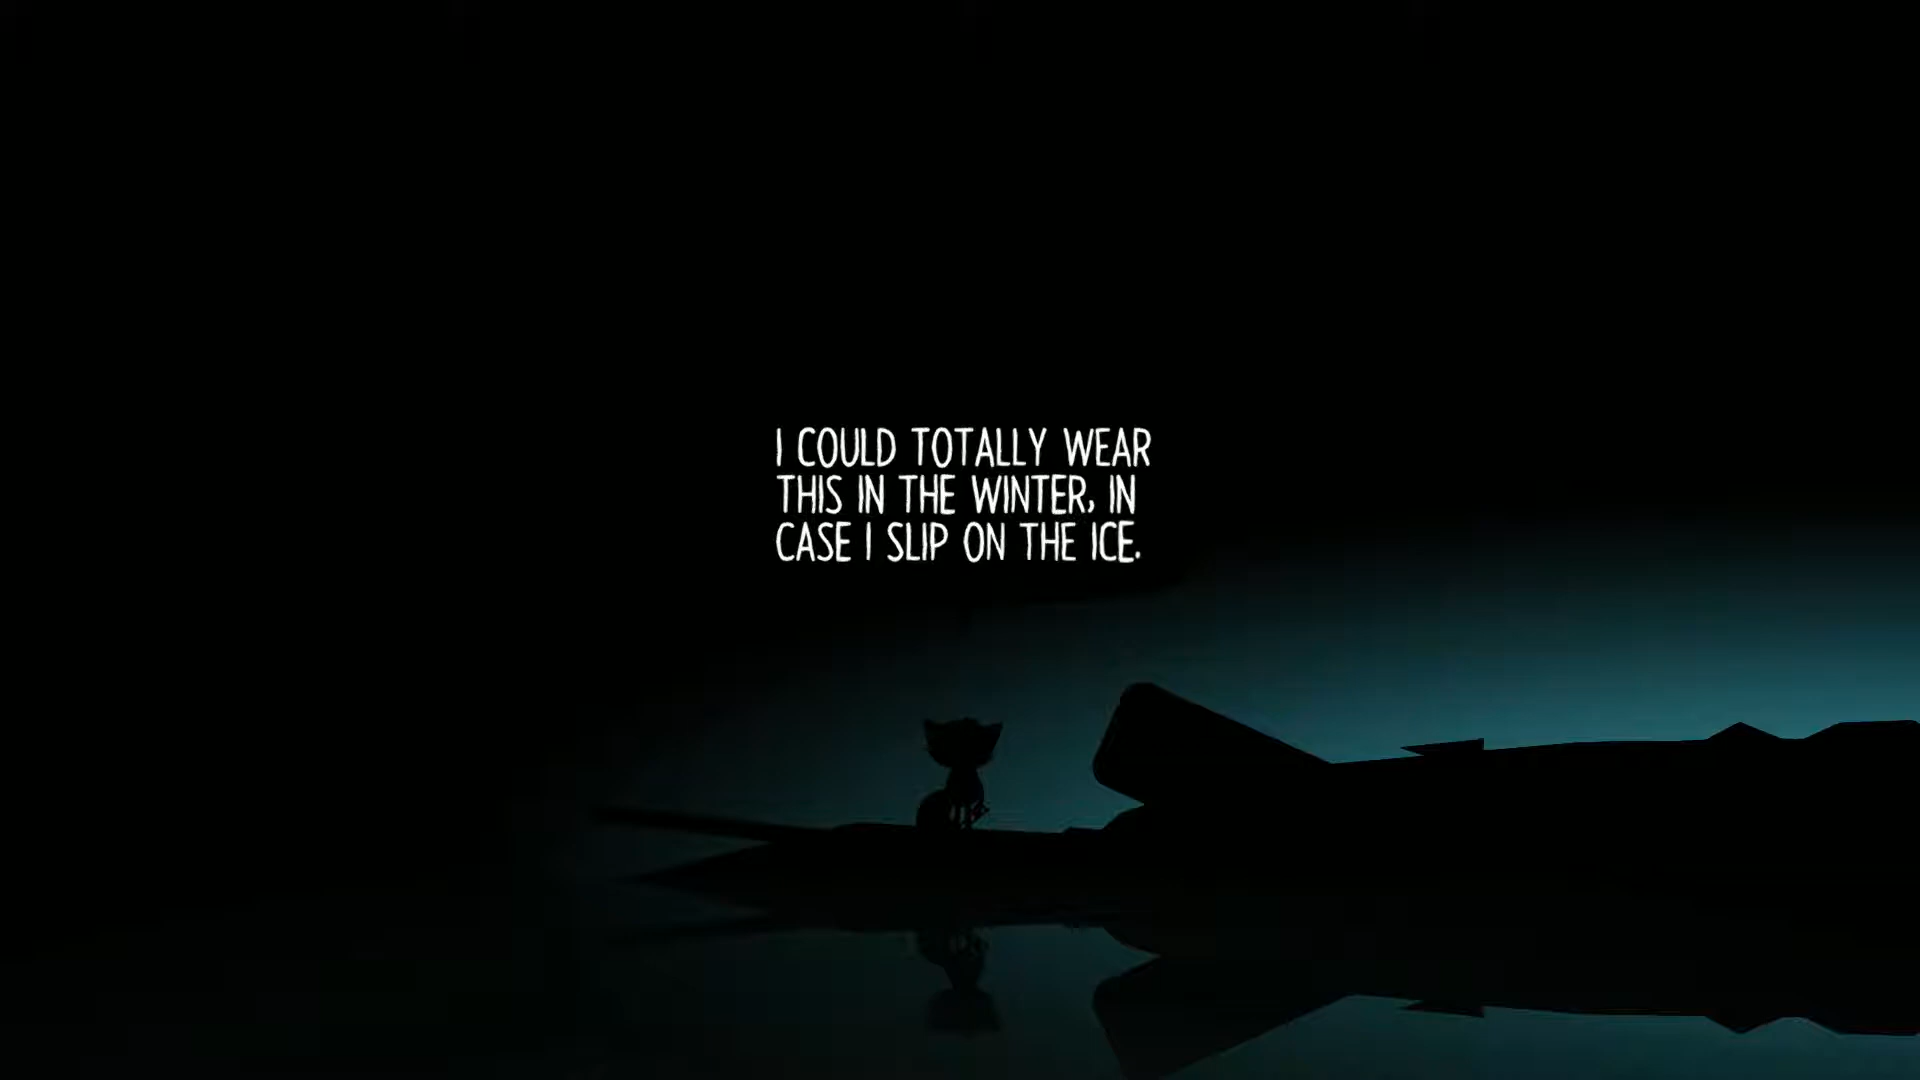 I COULD TOTALLY WEAR
THIS IN THE WINTER, IN
CASE I SLIP ON THE ICE.